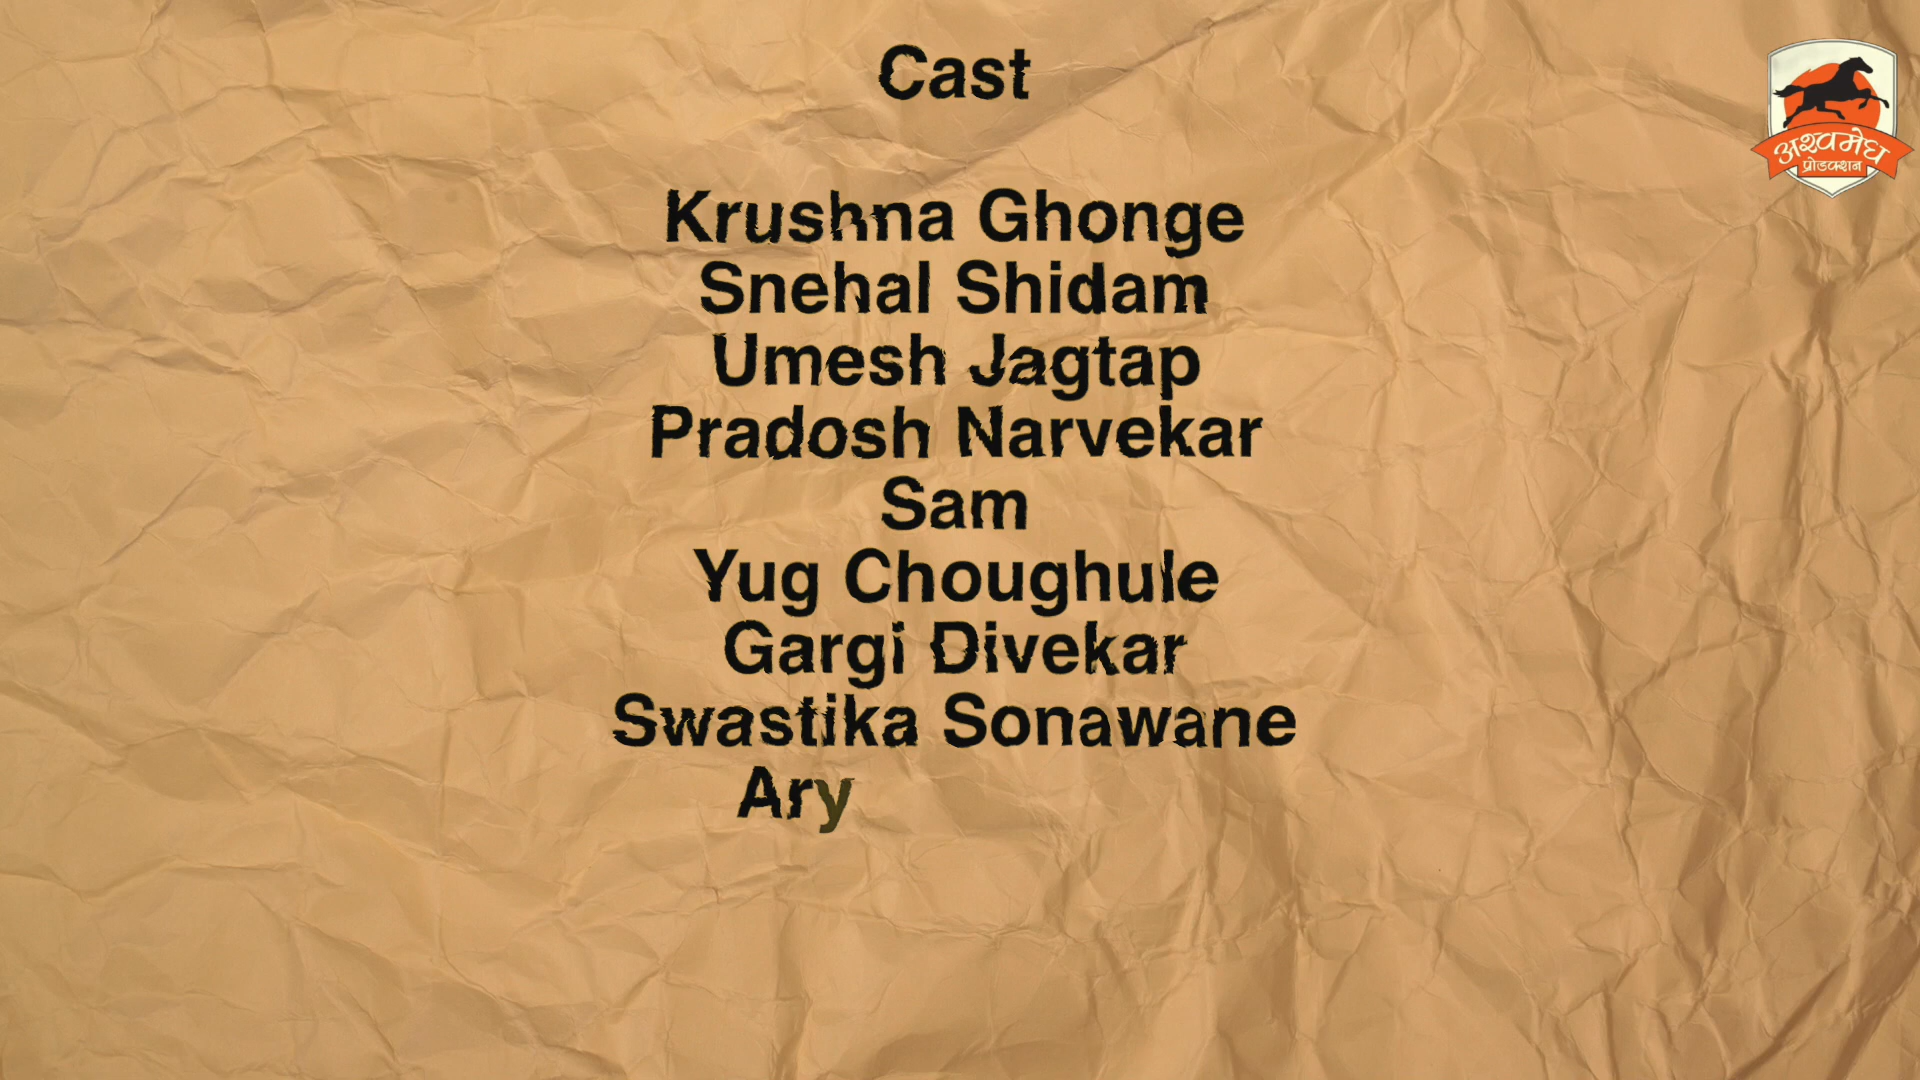 Cast
Krushna Ghonge
Snehal Shidam
Umesh Jagtap
Pradosh Narvekar
Sam
Yug Choughule
Gargi Divekar
Swastika Sonawane
Ary
अश्वमेध
प्रोडक्शन